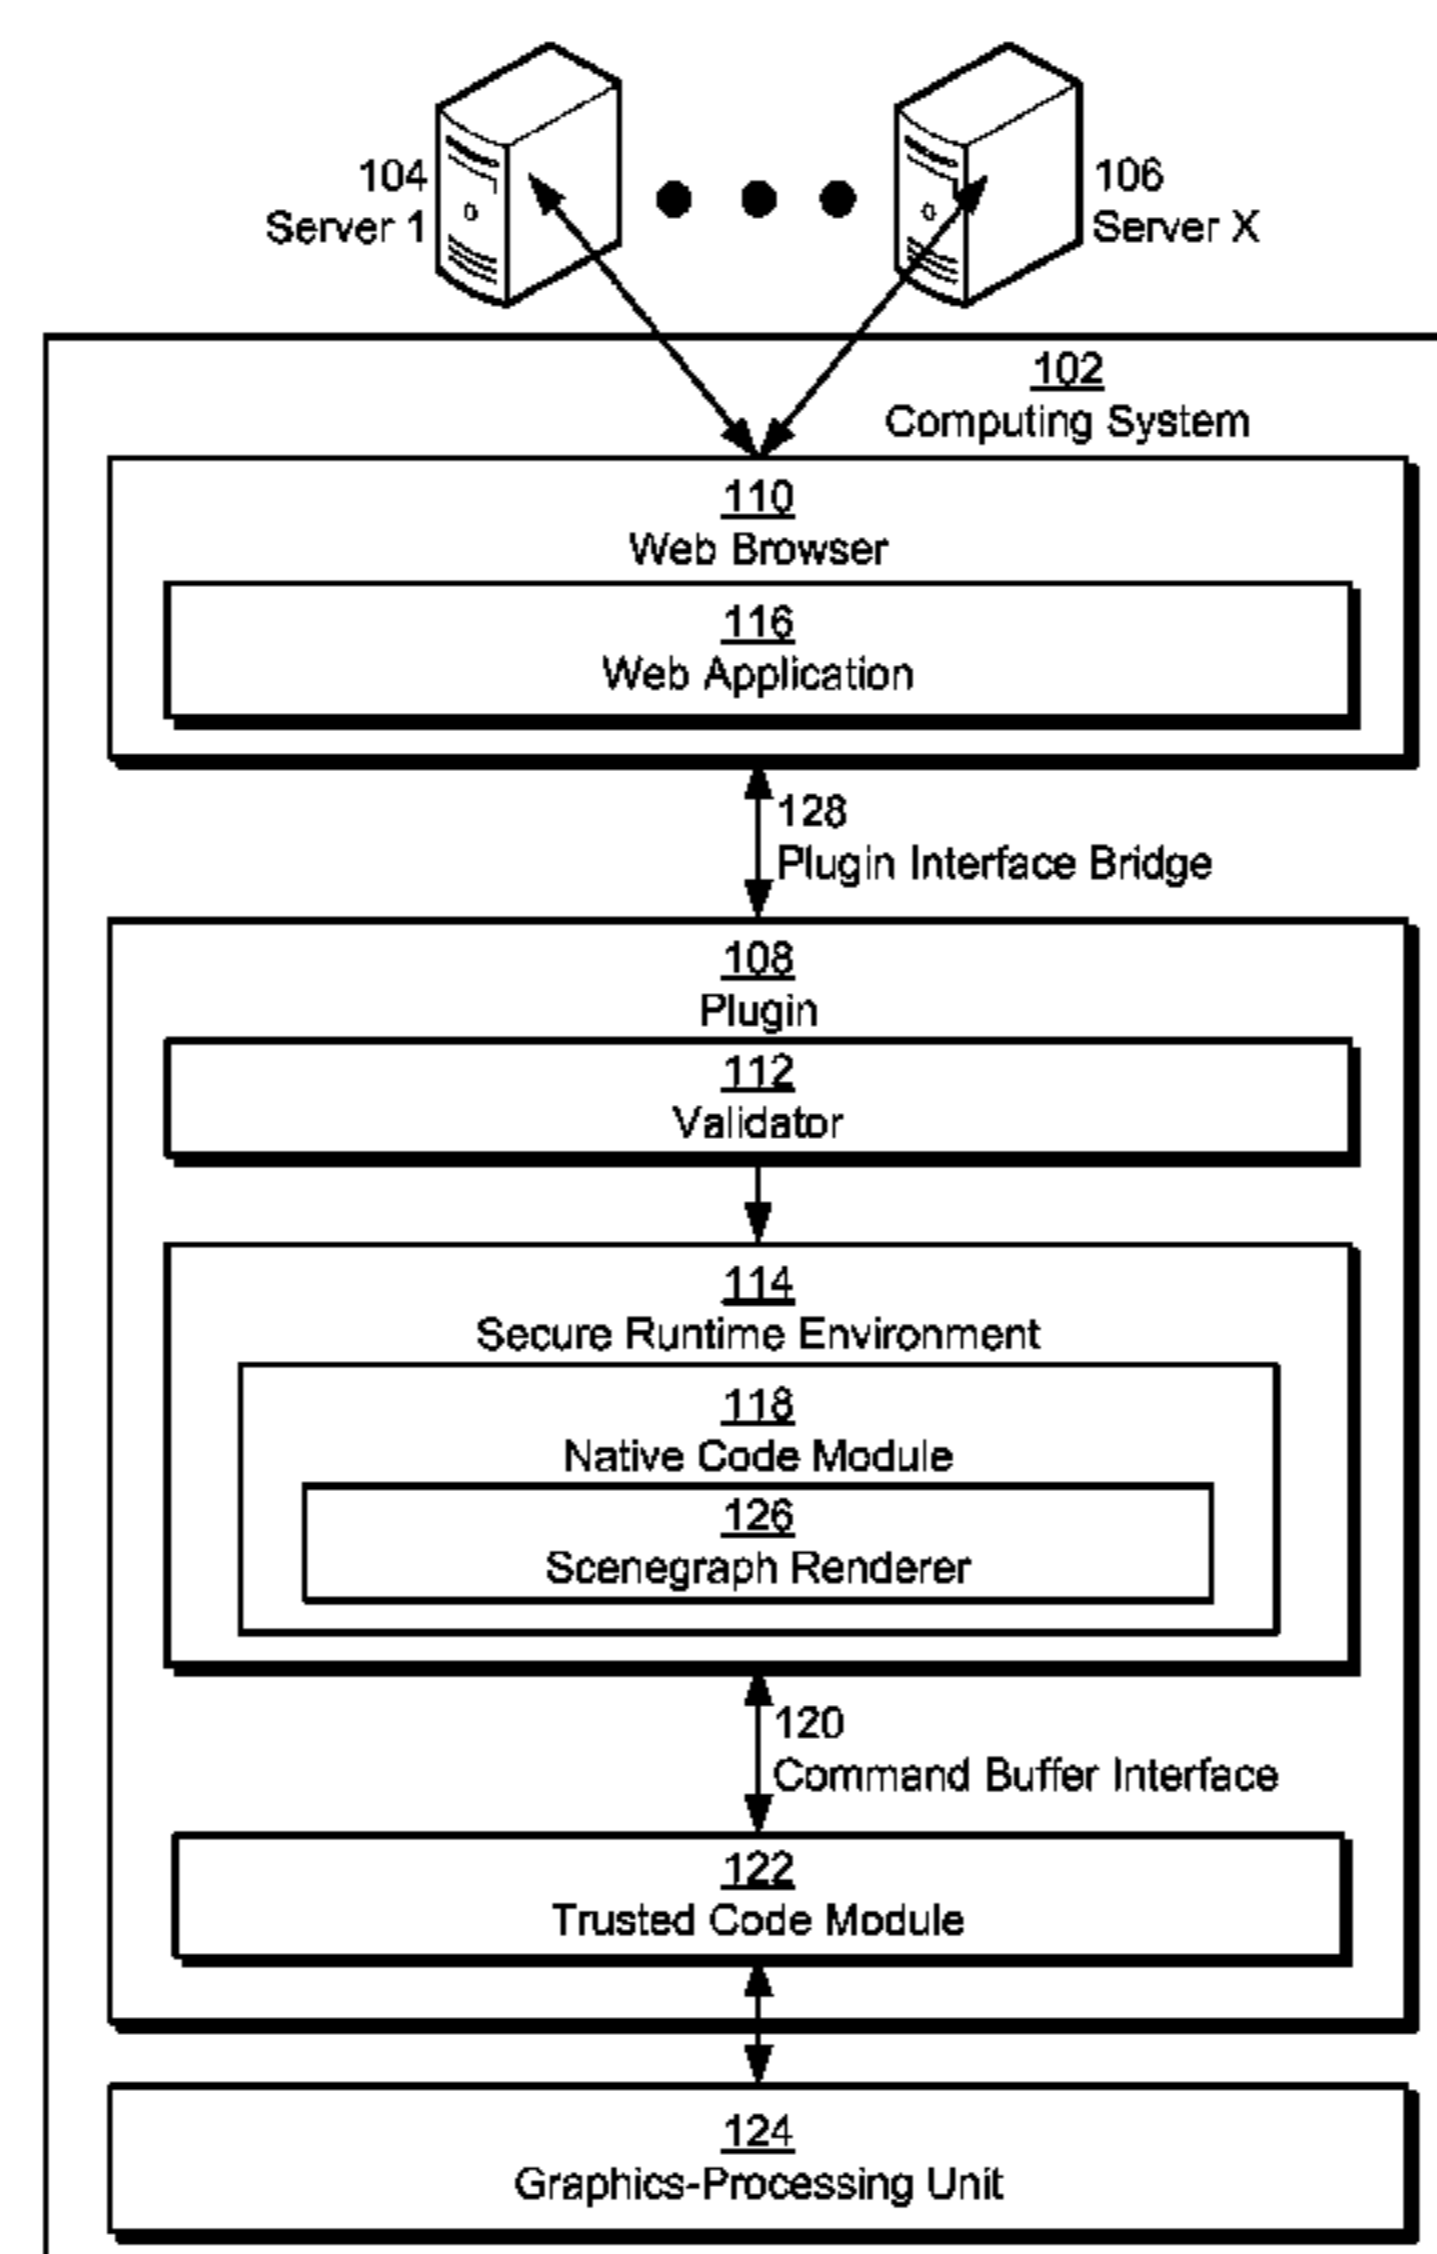 104
Server 1
106
Server X
102
Computing System
110
Web Browser
116
Web Application
128
Plugin Interface Bridge
108
Plugin
112
Validator
114
Secure Runtime Environment
118
Native Code Module
126
Scenegraph Renderer
120
Command Buffer Interface
122
Trusted Code Module
124
Graphics-Processing Unit